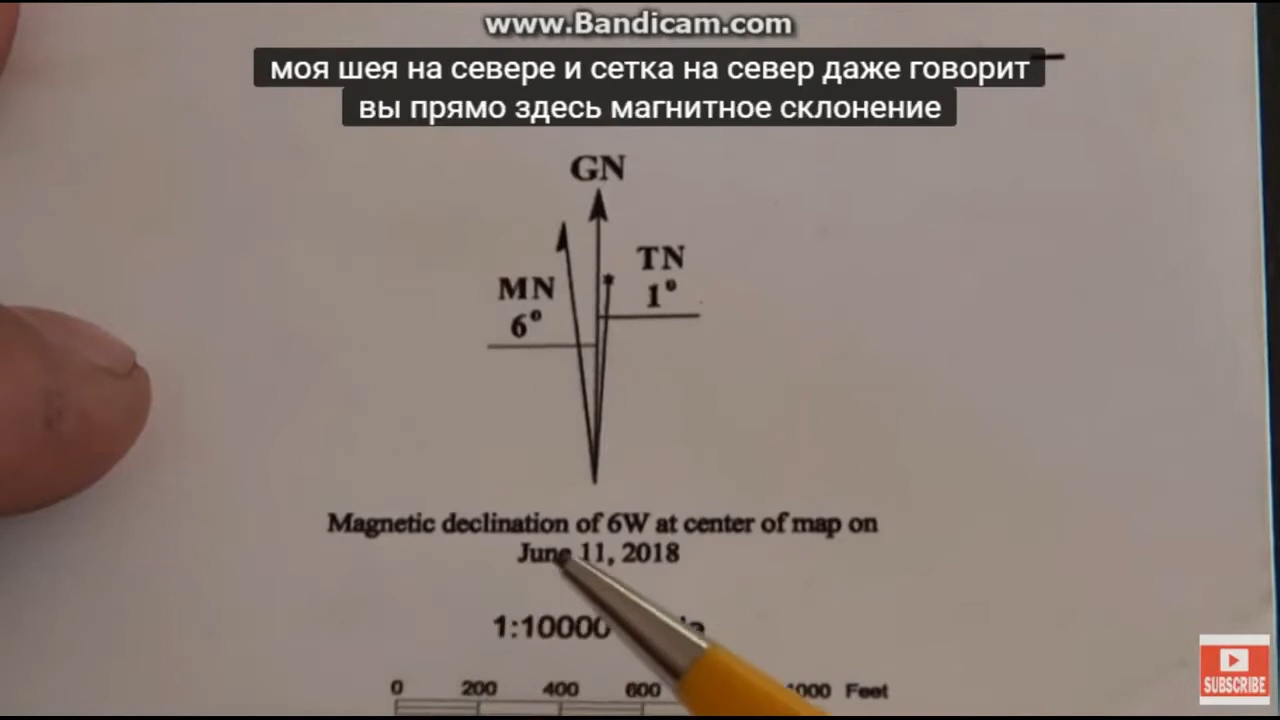 www.Bandicam.com
моя шея на севере и сетка на север даже говорит
вы прямо здесь магнитное склонение
GN
TN
1°
MN
6°
Magnetic declination of 6W at center of map on
June 11, 2018
1:10000
0 200 400 600 1000 Feet
SUBSCRIBE